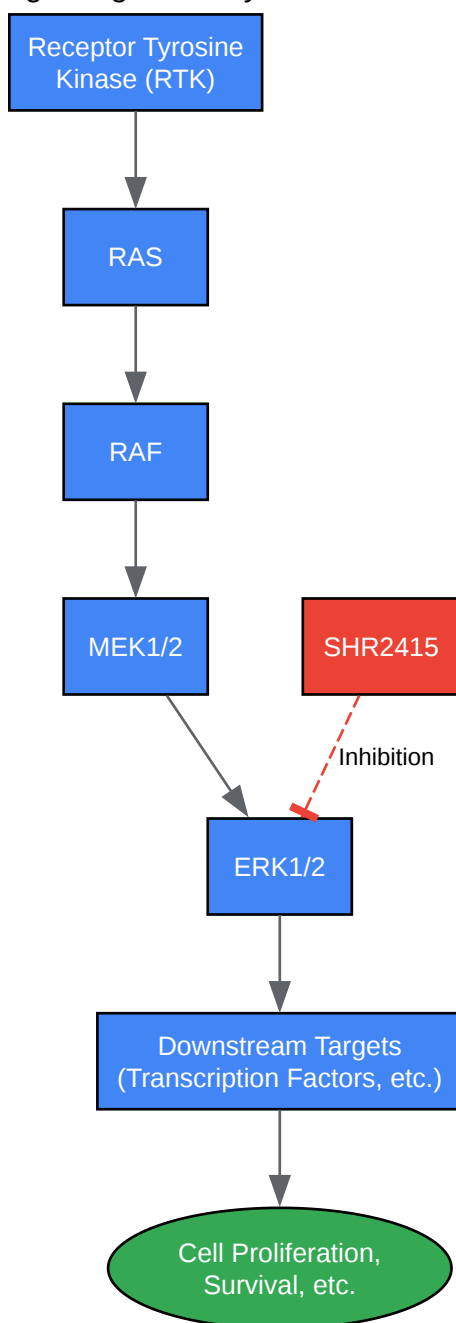 Receptor Tyrosine
Kinase (RTK)
RAS
RAF
MEK1/2
SHR2415
Inhibition
ERK1/2
Downstream Targets
(Transcription Factors, etc.)
Cell Proliferation,
Survival, etc.